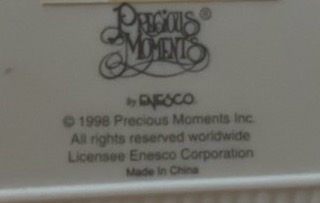 Precious®
Moments
by ENESCO
© 1998 Precious Moments Inc.
All rights reserved worldwide
Licensee Enesco Corporation
Made In China